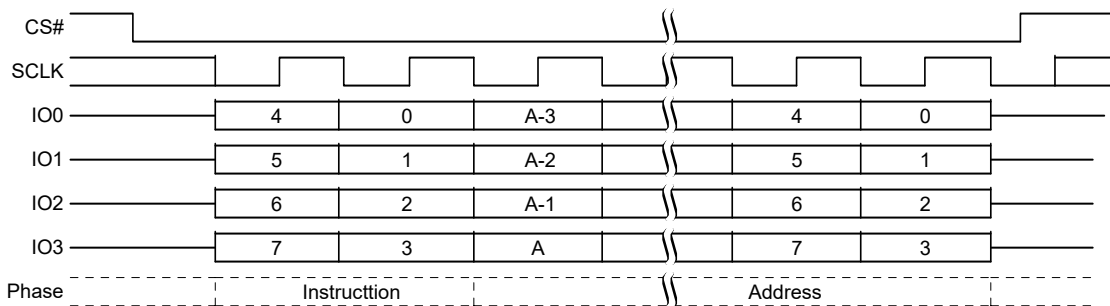 CS#
SCLK
IO0 4 0 A-3 4 0
IO1 5 1 A-2 5 1
IO2 6 2 A-1 6 2
IO3 7 3 A 7 3
Phase Instructtion Address